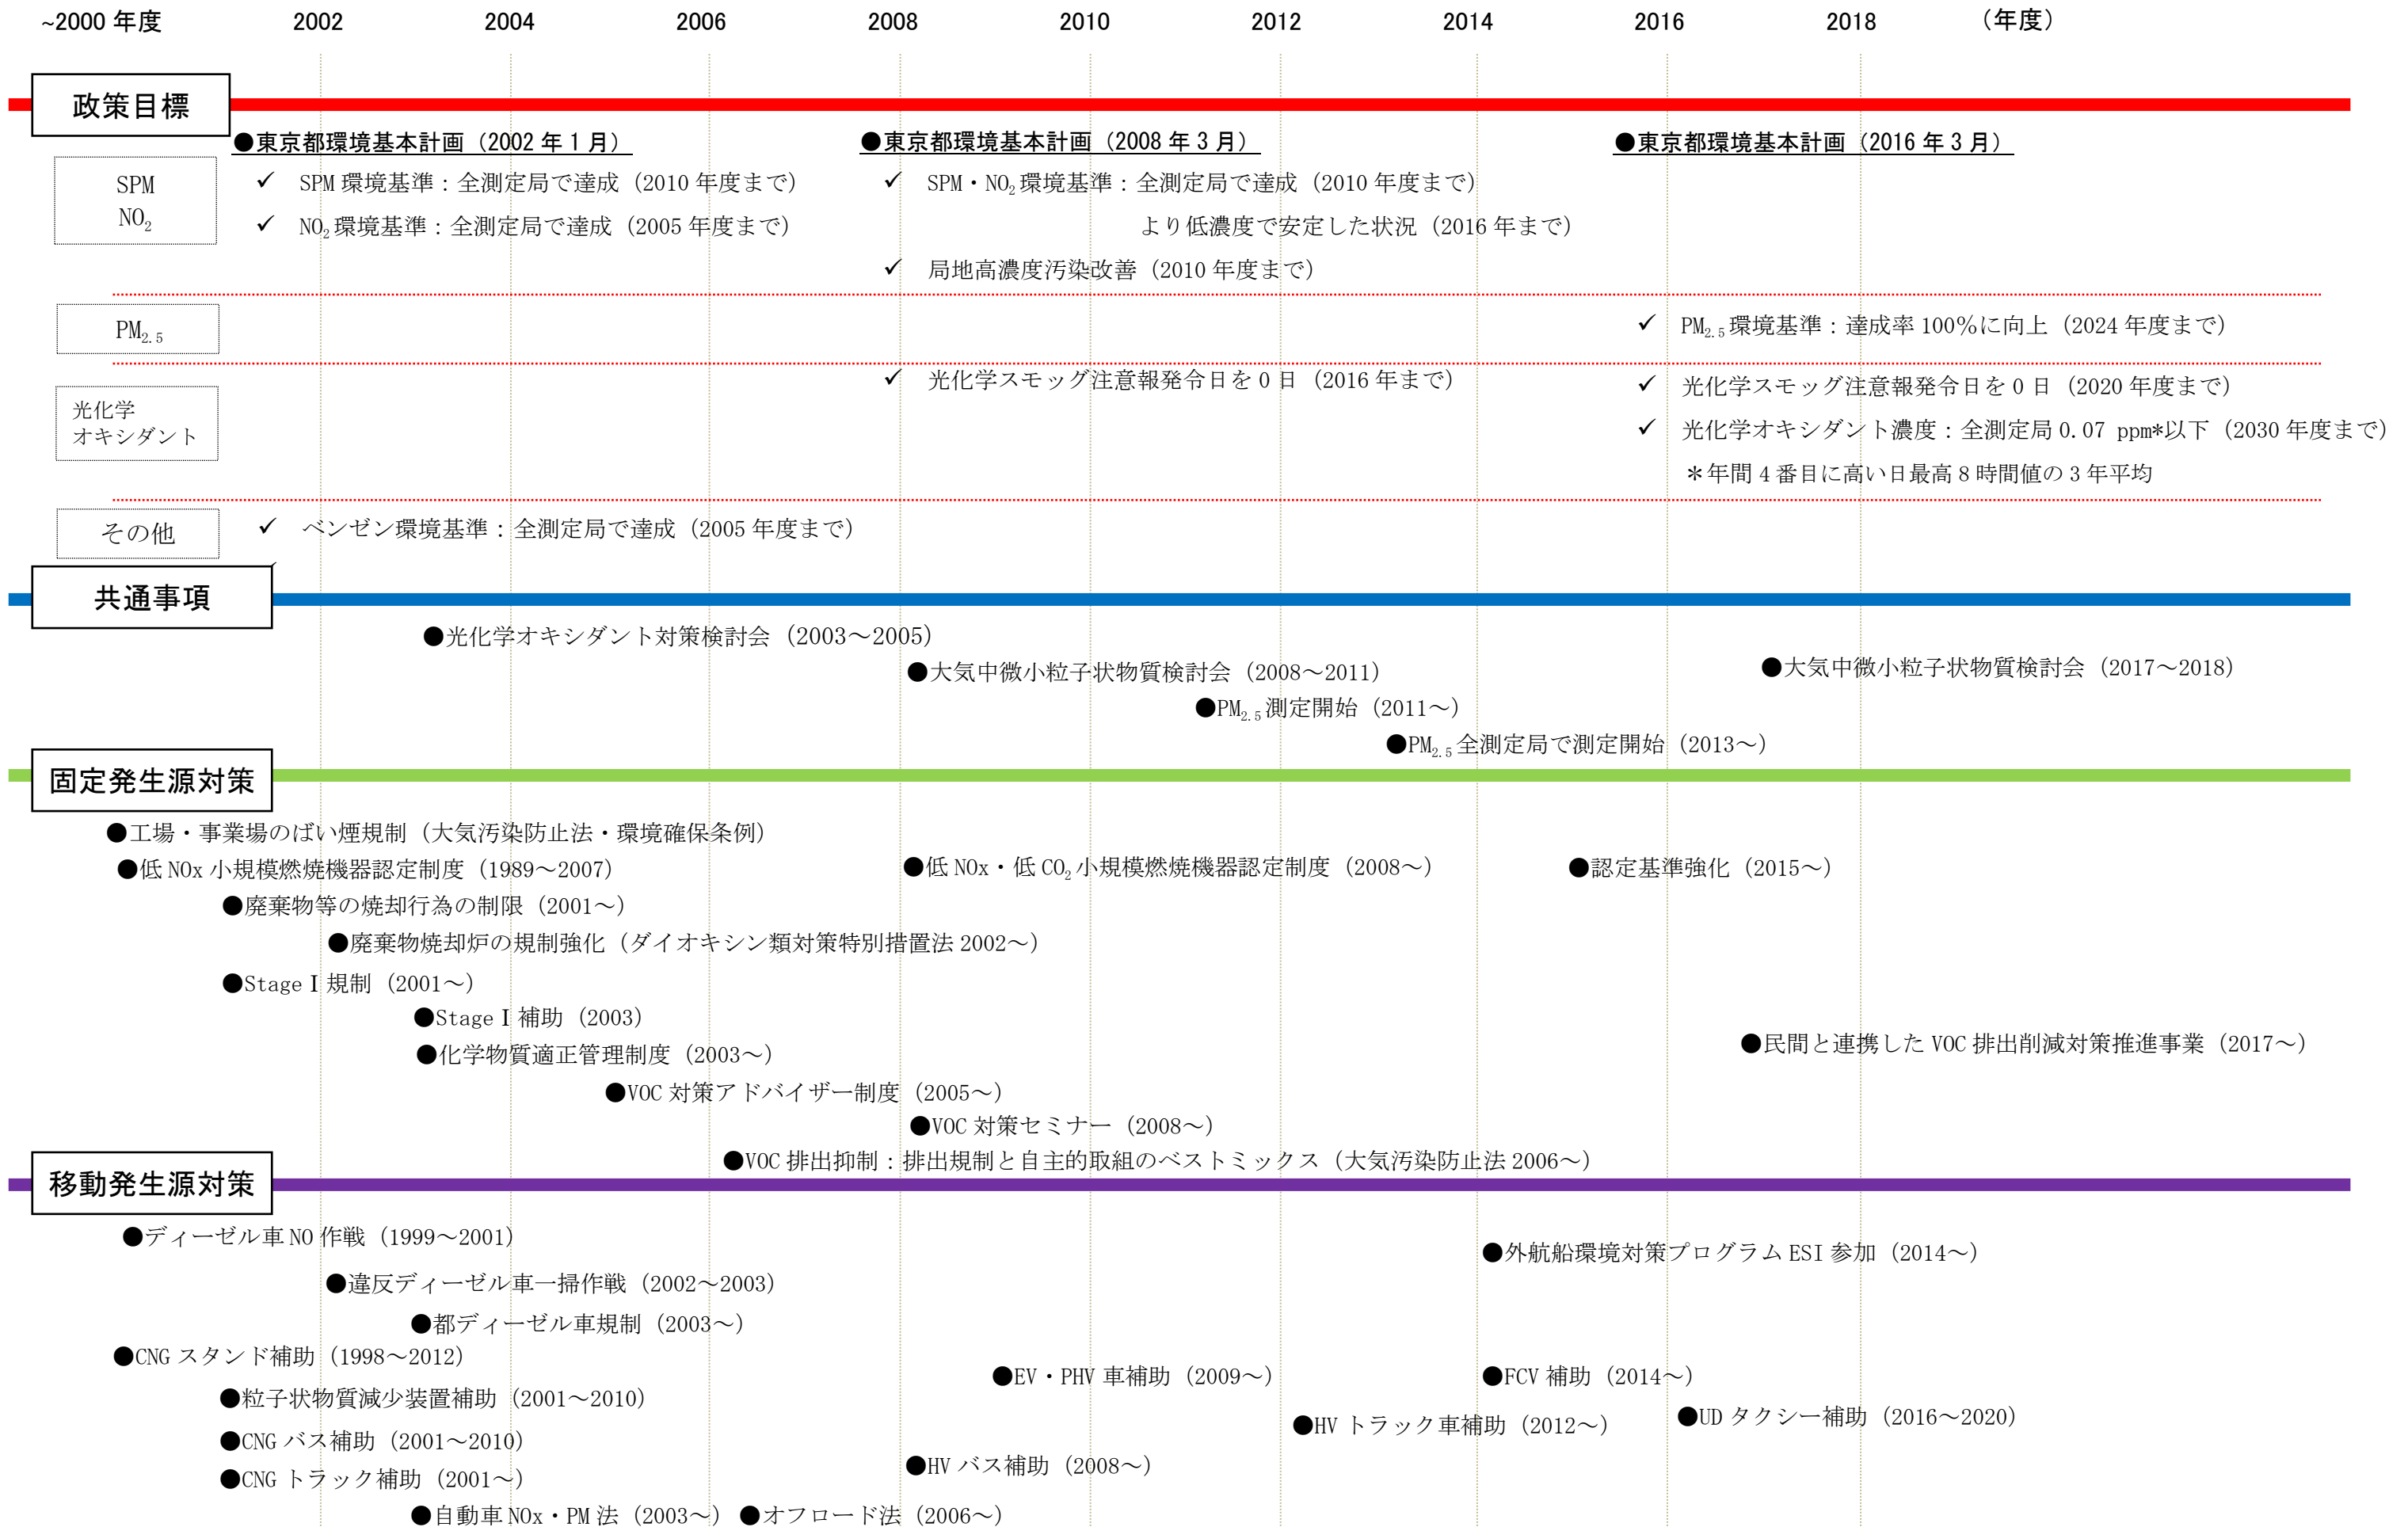 ~2000 年度 2002 2004 2006 2008 2010 2012 2014 2016 2018 （年度）
政策目標
●東京都環境基本計画（2002 年 1 月） ●東京都環境基本計画（2008 年 3 月） ●東京都環境基本計画（2016 年 3 月）
SPM
NO₂
✓ SPM 環境基準：全測定局で達成（2010 年度まで）
✓ NO₂環境基準：全測定局で達成（2005 年度まで）
✓ SPM・NO₂環境基準：全測定局で達成（2010 年度まで）
より低濃度で安定した状況（2016 年まで）
✓ 局地高濃度汚染改善（2010 年度まで）
PM₂.₅
✓ PM₂.₅環境基準：達成率 100％に向上（2024 年度まで）
光化学
オキシダント
✓ 光化学スモッグ注意報発令日を 0 日（2016 年まで）
✓ 光化学スモッグ注意報発令日を 0 日（2020 年度まで）
✓ 光化学オキシダント濃度：全測定局 0.07 ppm*以下（2030 年度まで）
＊年間 4 番目に高い日最高 8 時間値の 3 年平均
その他
✓ ベンゼン環境基準：全測定局で達成（2005 年度まで）
共通事項
●光化学オキシダント対策検討会（2003～2005）
●大気中微小粒子状物質検討会（2008～2011）
●大気中微小粒子状物質検討会（2017～2018）
●PM₂.₅測定開始（2011～）
●PM₂.₅全測定局で測定開始（2013～）
固定発生源対策
●工場・事業場のばい煙規制（大気汚染防止法・環境確保条例）
●低 NOx 小規模燃焼機器認定制度（1989～2007）
●低 NOx・低 CO₂小規模燃焼機器認定制度（2008～）
●認定基準強化（2015～）
●廃棄物等の焼却行為の制限（2001～）
●廃棄物焼却炉の規制強化（ダイオキシン類対策特別措置法 2002～）
●StageⅠ規制（2001～）
●StageⅠ補助（2003）
●民間と連携した VOC 排出削減対策推進事業（2017～）
●化学物質適正管理制度（2003～）
●VOC 対策アドバイザー制度（2005～）
●VOC 対策セミナー（2008～）
●VOC 排出抑制：排出規制と自主的取組のベストミックス（大気汚染防止法 2006～）
移動発生源対策
●ディーゼル車 NO 作戦（1999～2001）
●外航船環境対策プログラム ESI 参加（2014～）
●違反ディーゼル車一掃作戦（2002～2003）
●都ディーゼル車規制（2003～）
●CNG スタンド補助（1998～2012）
●EV・PHV 車補助（2009～）
●FCV 補助（2014～）
●粒子状物質減少装置補助（2001～2010）
●HV トラック車補助（2012～）
●UD タクシー補助（2016～2020）
●CNG バス補助（2001～2010）
●HV バス補助（2008～）
●CNG トラック補助（2001～）
●自動車 NOx・PM 法（2003～） ●オフロード法（2006～）